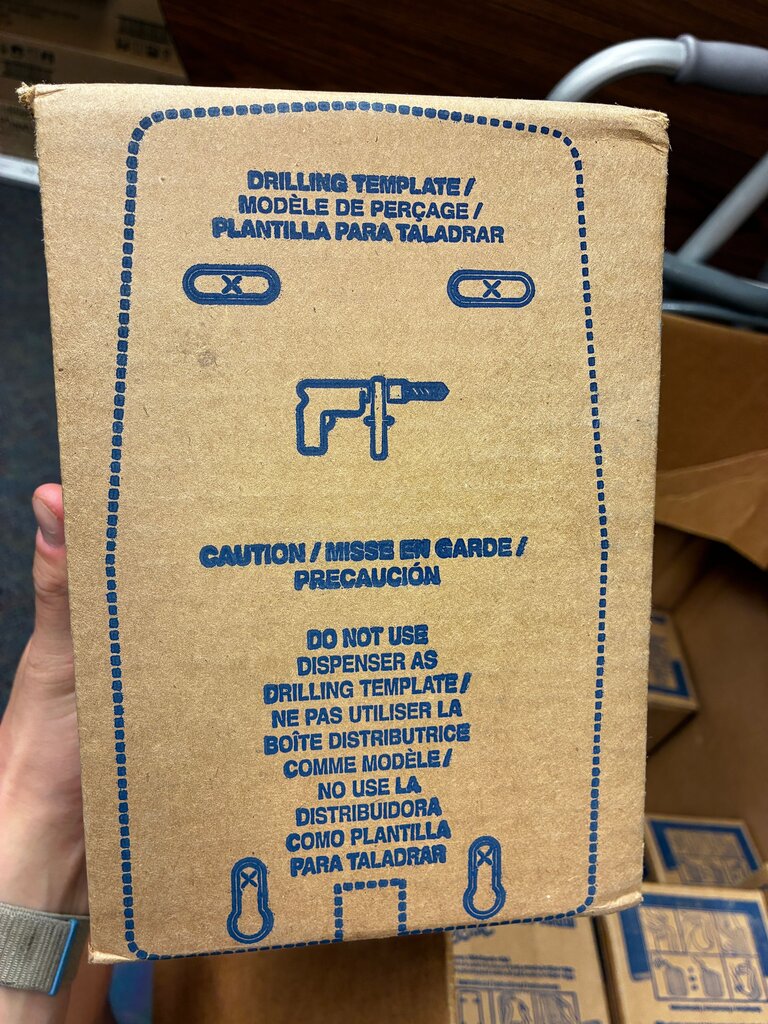 DRILLING TEMPLATE /
MODÈLE DE PERÇAGE /
PLANTILLA PARA TALADRAR
X X
CAUTION / MISSE EN GARDE /
PRECAUCIÓN
DO NOT USE
DISPENSER AS
DRILLING TEMPLATE/
NE PAS UTILISER LA
BOÎTE DISTRIBUTRICE
COMME MODÈLE/
NO USE LA
DISTRIBUIDORA
COMO PLANTILLA
PARA TALADRAR
X X